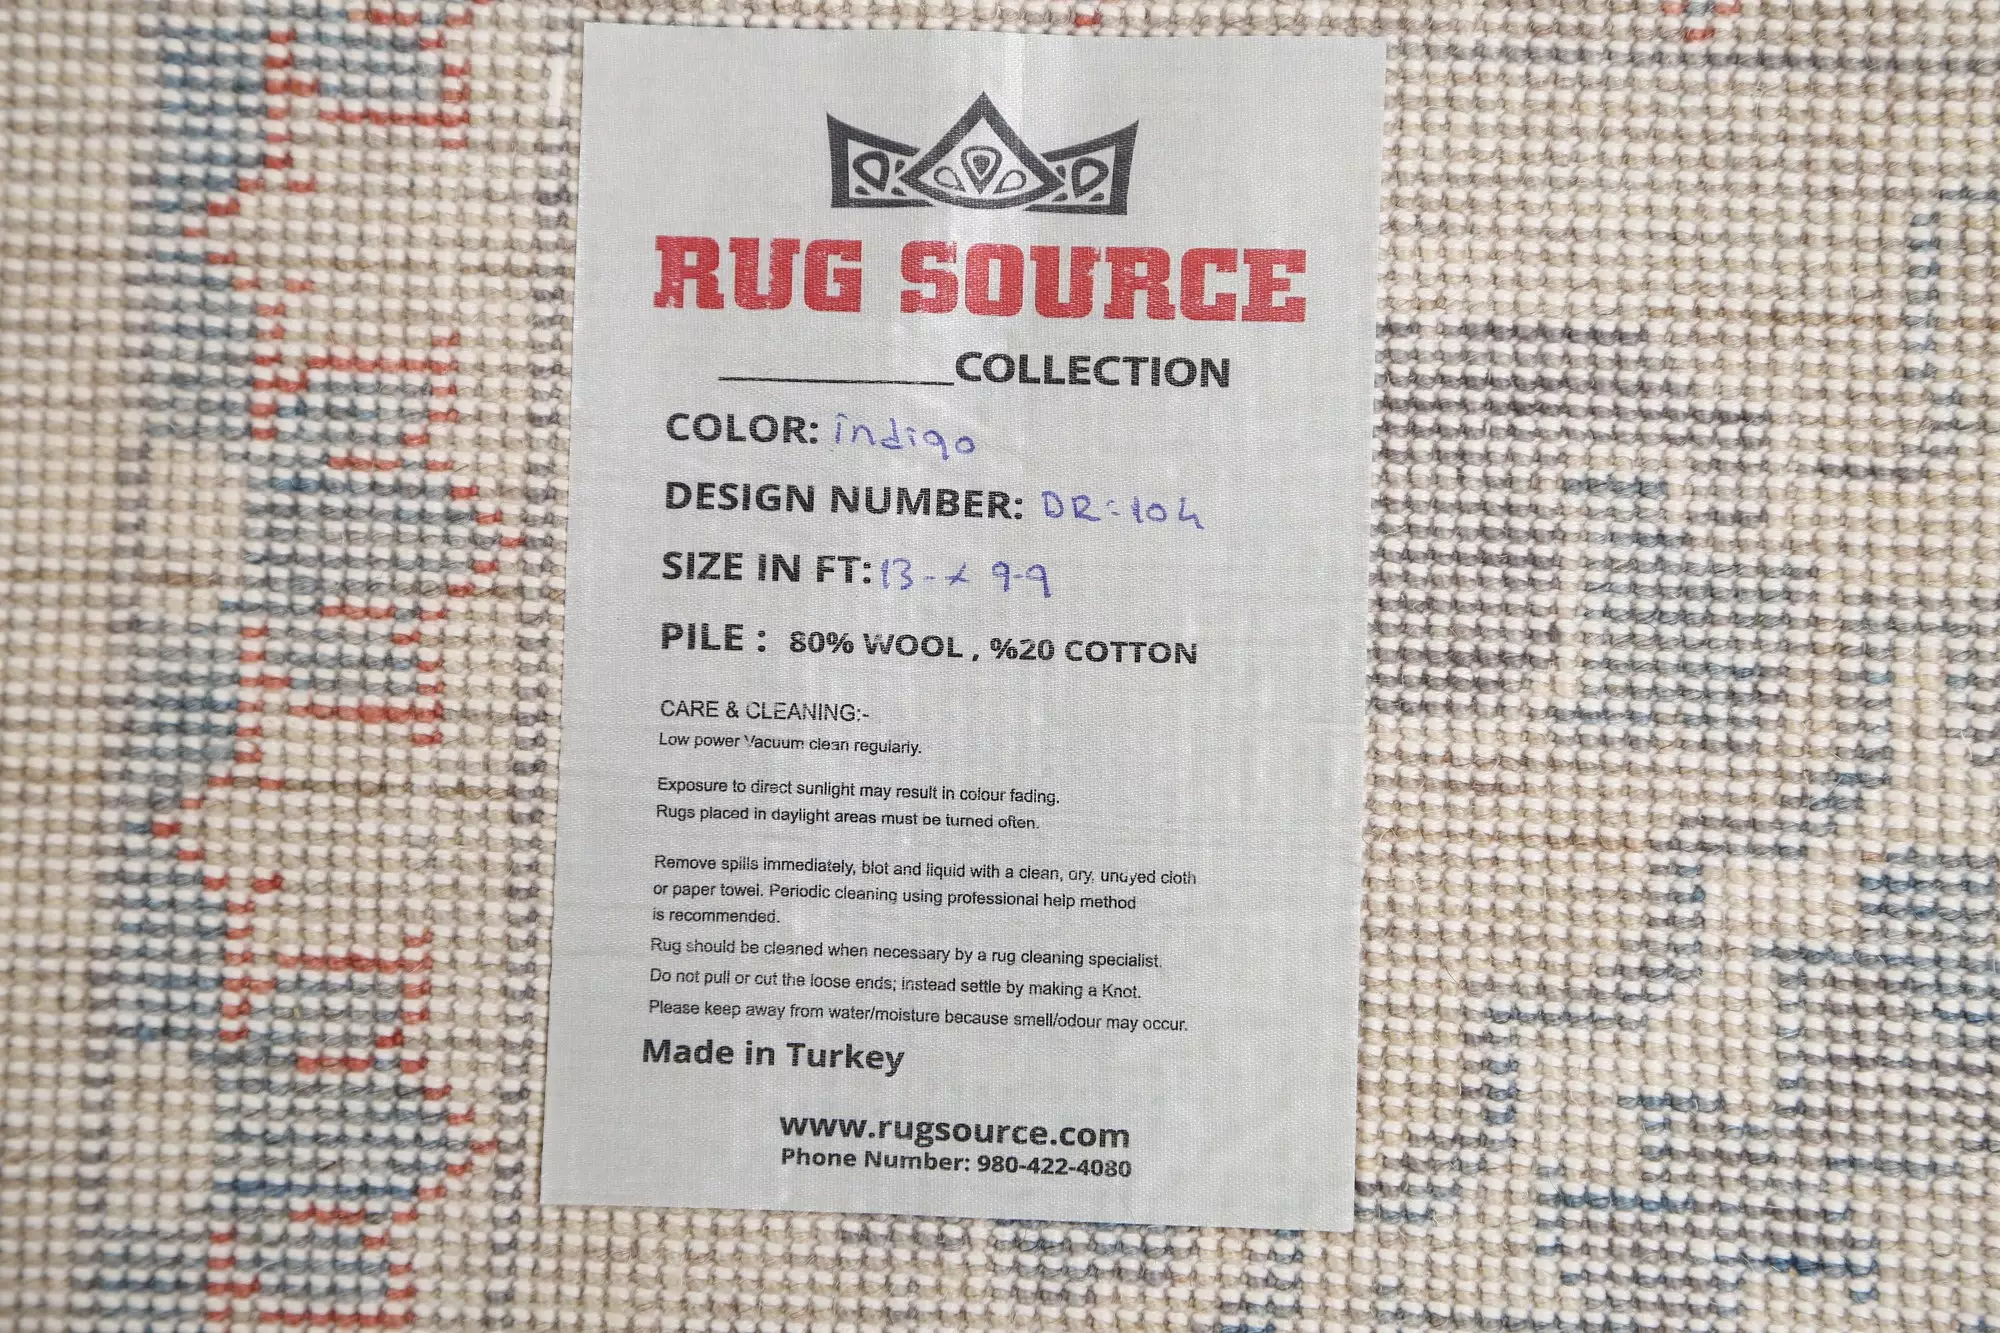 RUG SOURCE
__________COLLECTION
COLOR: indigo
DESIGN NUMBER: DR-104
SIZE IN FT: 13-x 9-9
PILE : 80% WOOL , %20 COTTON
CARE & CLEANING:-
Low power Vacuum clean regularly.
Exposure to direct sunlight may result in colour fading.
Rugs placed in daylight areas must be turned often.
Remove spills immediately, blot and liquid with a clean, dry, undyed cloth
or paper towel. Periodic cleaning using professional help method
is recommended.
Rug should be cleaned when necessary by a rug cleaning specialist.
Do not pull or cut the loose ends; instead settle by making a Knot.
Please keep away from water/moisture because smell/odour may occur.
Made in Turkey
www.rugsource.com
Phone Number: 980-422-4080